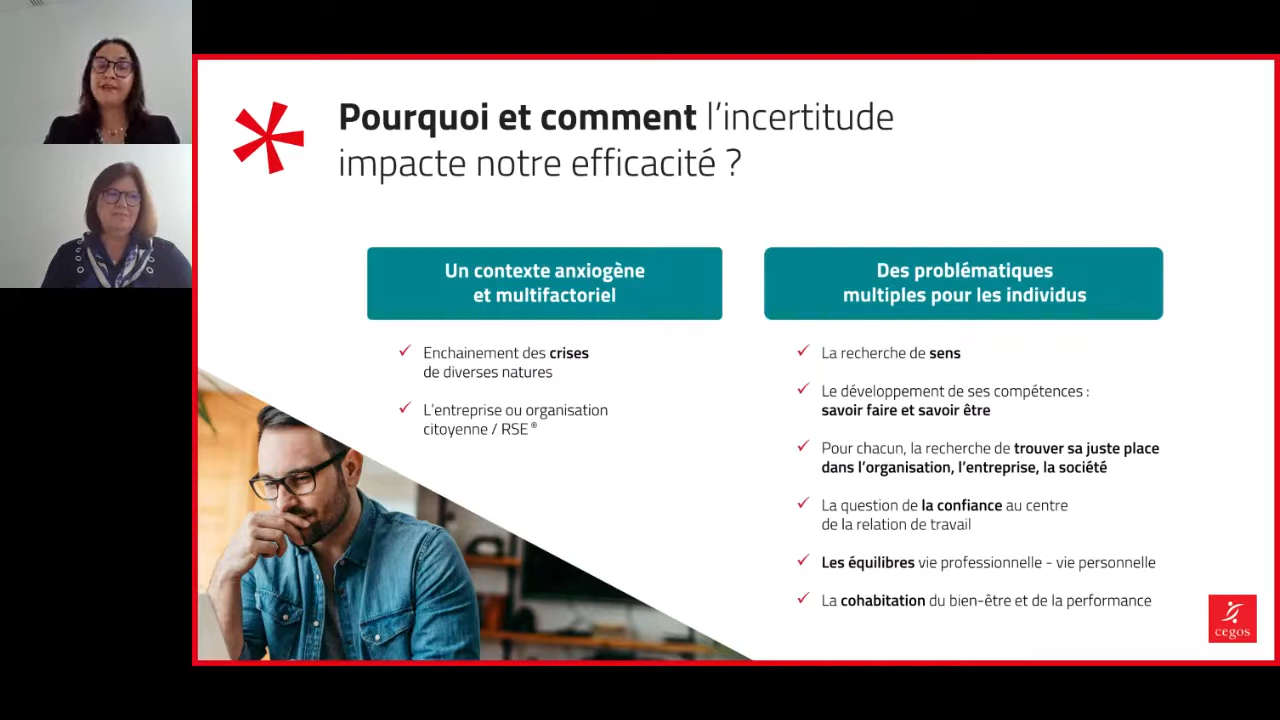 Pourquoi et comment l’incertitude
impacte notre efficacité ?
Un contexte anxiogène
et multifactoriel
Enchainement des crises
de diverses natures
L’entreprise ou organisation
citoyenne / RSE®
Des problématiques
multiples pour les individus
La recherche de sens
Le développement de ses compétences :
savoir faire et savoir être
Pour chacun, la recherche de trouver sa juste place
dans l’organisation, l’entreprise, la société
La question de la confiance au centre
de la relation de travail
Les équilibres vie professionnelle - vie personnelle
La cohabitation du bien-être et de la performance
cegos